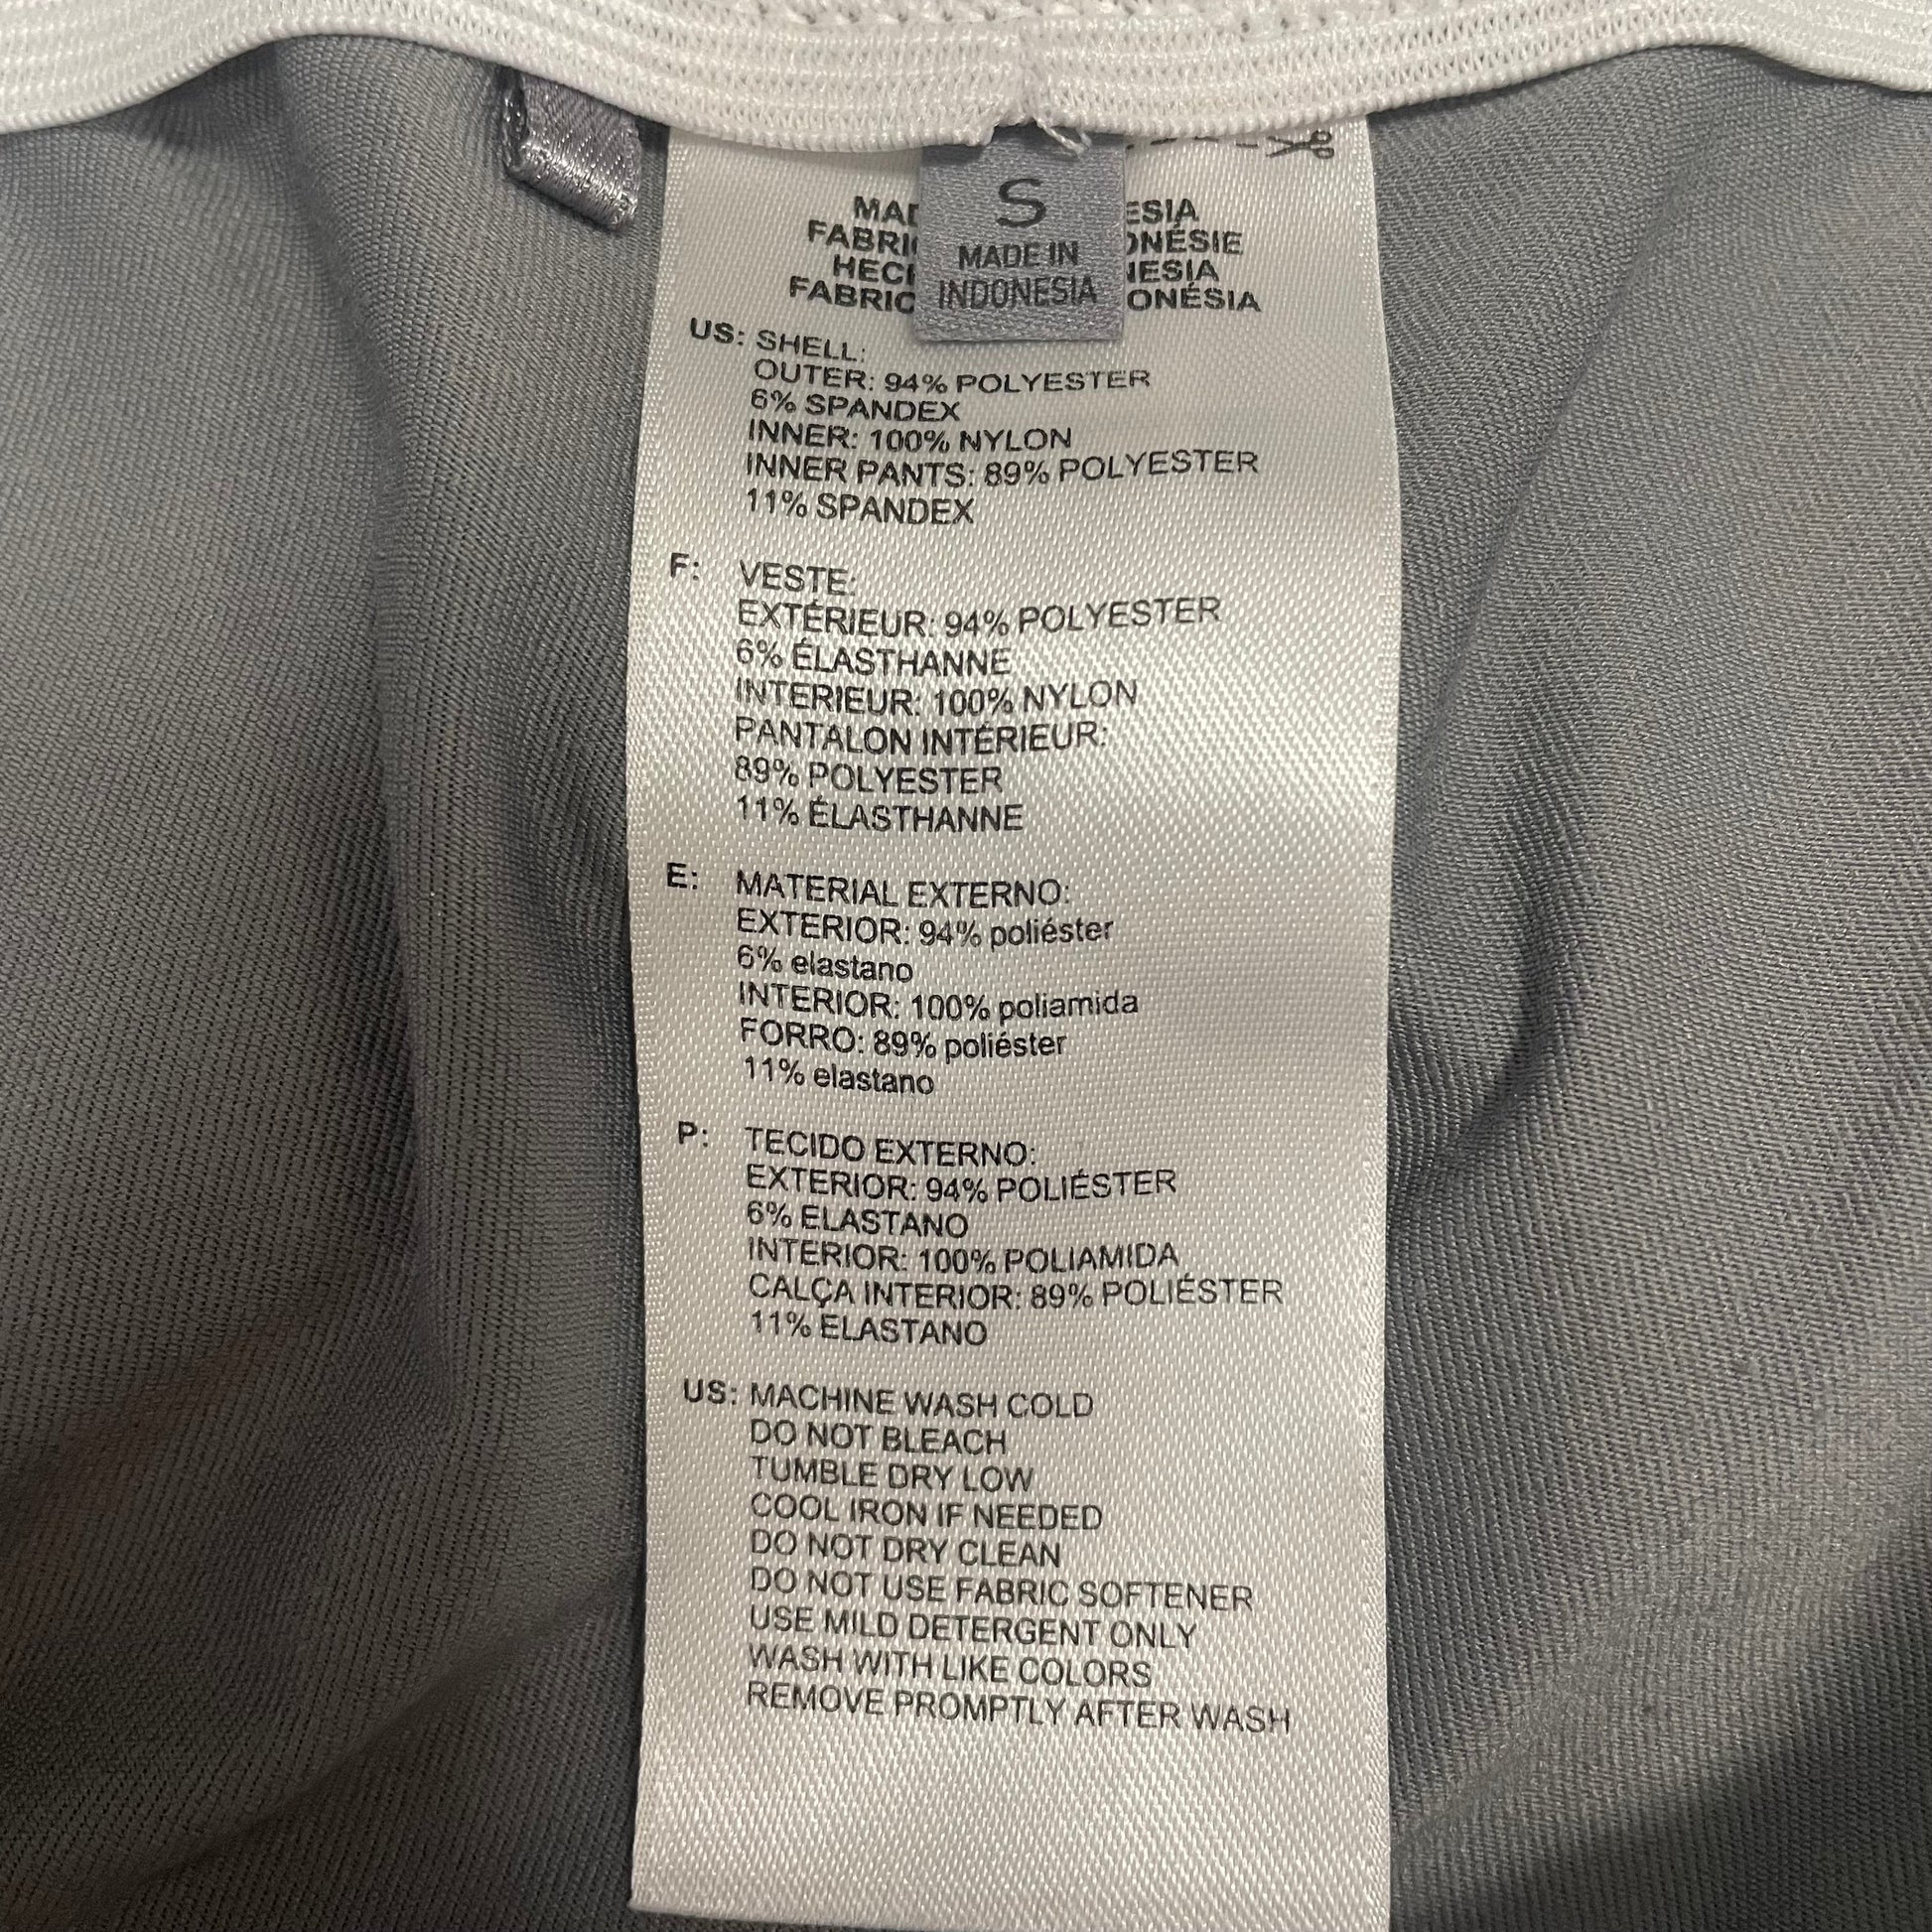 S
MADE IN
INDONESIA
US: SHELL:
OUTER: 94% POLYESTER
6% SPANDEX
INNER: 100% NYLON
INNER PANTS: 89% POLYESTER
11% SPANDEX
F: VESTE:
EXTÉRIEUR: 94% POLYESTER
6% ÉLASTHANNE
INTERIEUR: 100% NYLON
PANTALON INTÉRIEUR:
89% POLYESTER
11% ÉLASTHANNE
E: MATERIAL EXTERNO:
EXTERIOR: 94% poliéster
6% elastano
INTERIOR: 100% poliamida
FORRO: 89% poliéster
11% elastano
P: TECIDO EXTERNO:
EXTERIOR: 94% POLIÉSTER
6% ELASTANO
INTERIOR: 100% POLIAMIDA
CALÇA INTERIOR: 89% POLIÉSTER
11% ELASTANO
US: MACHINE WASH COLD
DO NOT BLEACH
TUMBLE DRY LOW
COOL IRON IF NEEDED
DO NOT DRY CLEAN
DO NOT USE FABRIC SOFTENER
USE MILD DETERGENT ONLY
WASH WITH LIKE COLORS
REMOVE PROMPTLY AFTER WASH